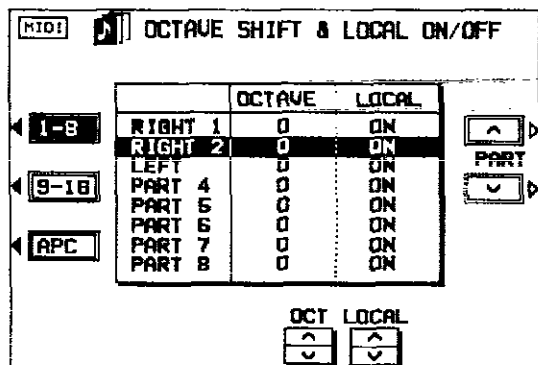 MIDI OCTAVE SHIFT & LOCAL ON/OFF
OCTAVE LOCAL
1-8
RIGHT 1 0 ON
RIGHT 2 0 ON
PART
LEFT 0 ON
9-16
PART 4 0 ON
PART 5 0 ON
PART 6 0 ON
APC
PART 7 0 ON
PART 8 0 ON
OCT LOCAL